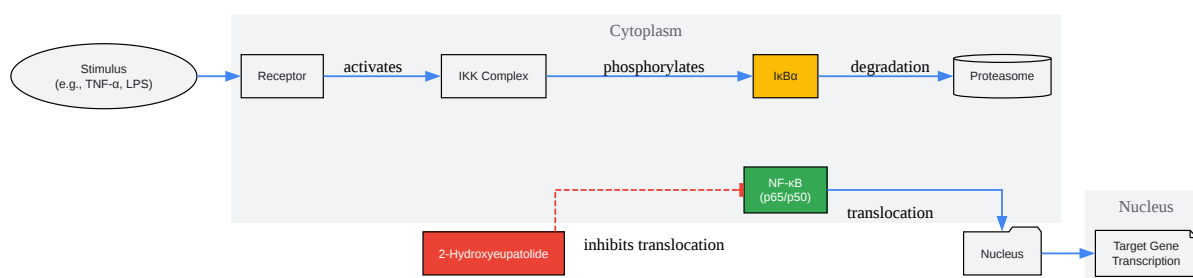 Cytoplasm
Stimulus
(e.g., TNF-α, LPS)
Receptor
activates
IKK Complex
phosphorylates
IκBα
degradation
Proteasome
NF-κB
(p65/p50)
translocation
Nucleus
2-Hydroxyeupatolide
inhibits translocation
Nucleus
Target Gene
Transcription